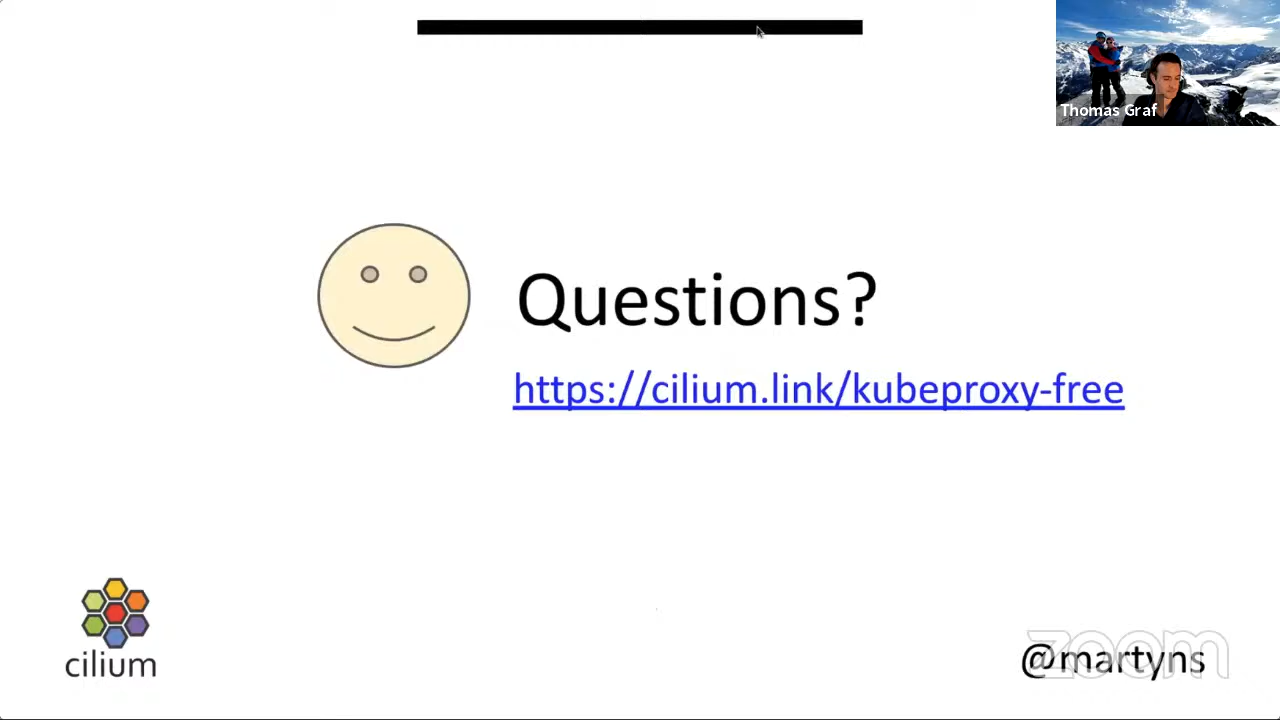 Thomas Graf
Questions?
https://cilium.link/kubeproxy-free
cilium
zoom
@martyns